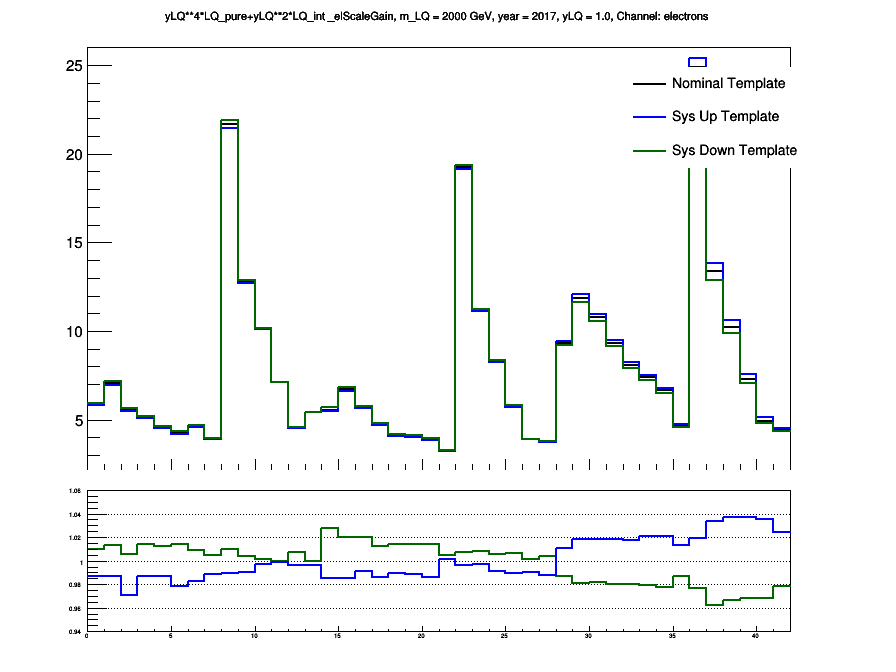 yLQ**4*LQ_pure+yLQ**2*LQ_int _elScaleGain, m_LQ = 2000 GeV, year = 2017, yLQ = 1.0, Channel: electrons
25
20
15
10
5
Nominal Template
Sys Up Template
Sys Down Template
1.06
1.04
1.02
1
0.98
0.96
0.94
0 5 10 15 20 25 30 35 40